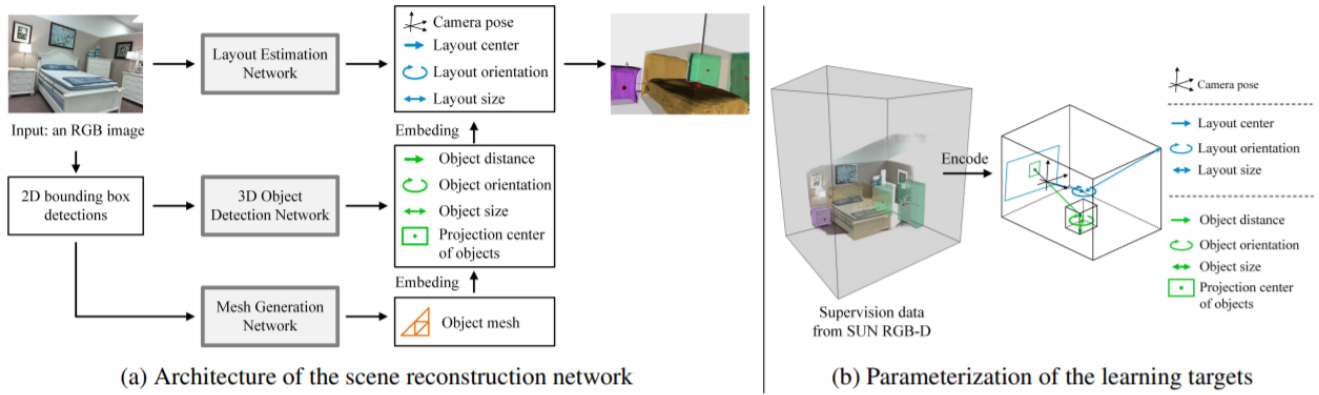 Input: an RGB image
2D bounding box
detections
Layout Estimation
Network
3D Object
Detection Network
Mesh Generation
Network
Camera pose
Layout center
Layout orientation
Layout size
Embeding
Object distance
Object orientation
Object size
Projection center
of objects
Embeding
Object mesh
(a) Architecture of the scene reconstruction network
Supervision data
from SUN RGB-D
Encode
Camera pose
Layout center
Layout orientation
Layout size
Object distance
Object orientation
Object size
Projection center
of objects
(b) Parameterization of the learning targets